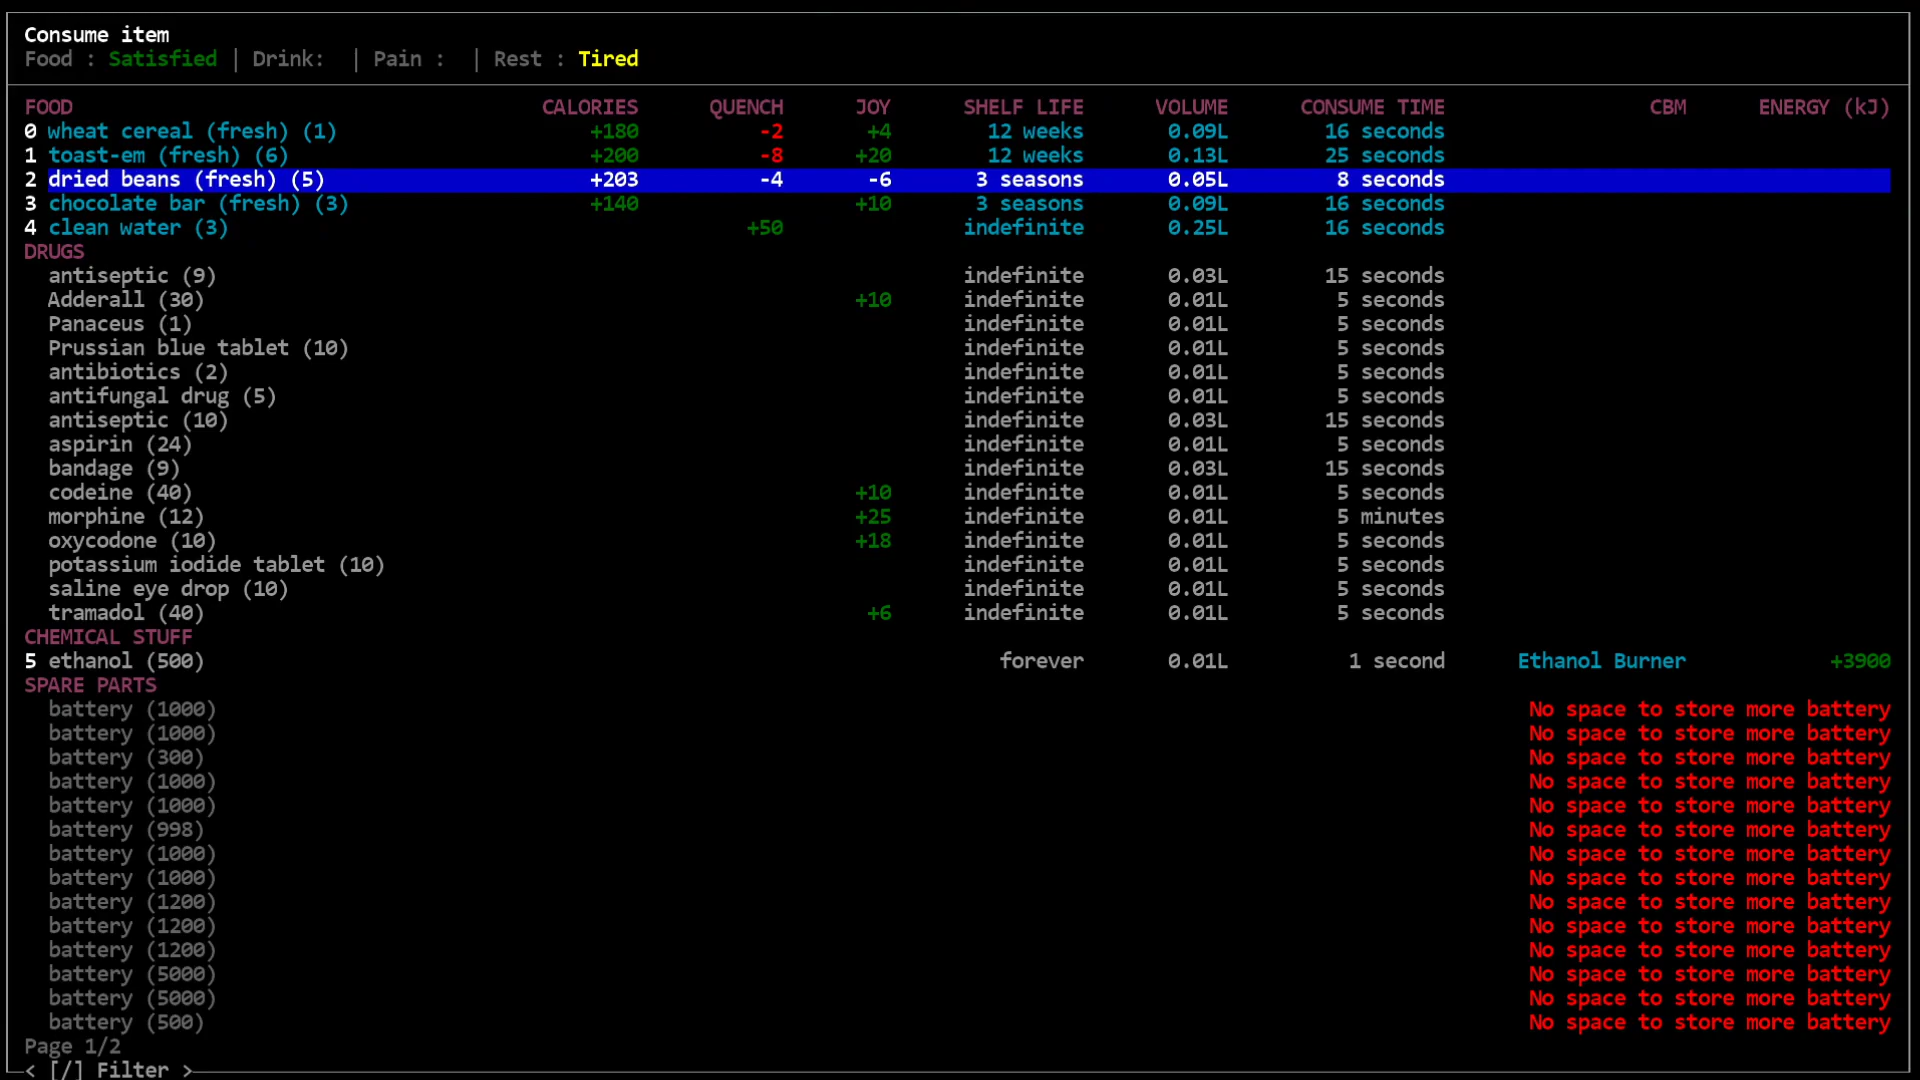 Consume item
Food : Satisfied | Drink: | Pain : | Rest : Tired
FOOD CALORIES QUENCH JOY SHELF LIFE VOLUME CONSUME TIME CBM ENERGY (kJ)
0 wheat cereal (fresh) (1) +180 -2 +4 12 weeks 0.09L 16 seconds
1 toast-em (fresh) (6) +200 -8 +20 12 weeks 0.13L 25 seconds
2 dried beans (fresh) (5) +203 -4 -6 3 seasons 0.05L 8 seconds
3 chocolate bar (fresh) (3) +140 +10 3 seasons 0.09L 16 seconds
4 clean water (3) +50 indefinite 0.25L 16 seconds
DRUGS
antiseptic (9) indefinite 0.03L 15 seconds
Adderall (30) +10 indefinite 0.01L 5 seconds
Panaceus (1) indefinite 0.01L 5 seconds
Prussian blue tablet (10) indefinite 0.01L 5 seconds
antibiotics (2) indefinite 0.01L 5 seconds
antifungal drug (5) indefinite 0.01L 5 seconds
antiseptic (10) indefinite 0.03L 15 seconds
aspirin (24) indefinite 0.01L 5 seconds
bandage (9) indefinite 0.03L 15 seconds
codeine (40) +10 indefinite 0.01L 5 seconds
morphine (12) +25 indefinite 0.01L 5 minutes
oxycodone (10) +18 indefinite 0.01L 5 seconds
potassium iodide tablet (10) indefinite 0.01L 5 seconds
saline eye drop (10) indefinite 0.01L 5 seconds
tramadol (40) +6 indefinite 0.01L 5 seconds
CHEMICAL STUFF
5 ethanol (500) forever 0.01L 1 second Ethanol Burner +3900
SPARE PARTS
battery (1000) No space to store more battery
battery (1000) No space to store more battery
battery (300) No space to store more battery
battery (1000) No space to store more battery
battery (1000) No space to store more battery
battery (998) No space to store more battery
battery (1000) No space to store more battery
battery (1000) No space to store more battery
battery (1200) No space to store more battery
battery (1200) No space to store more battery
battery (1200) No space to store more battery
battery (5000) No space to store more battery
battery (5000) No space to store more battery
battery (500) No space to store more battery
Page 1/2
< [/] Filter >